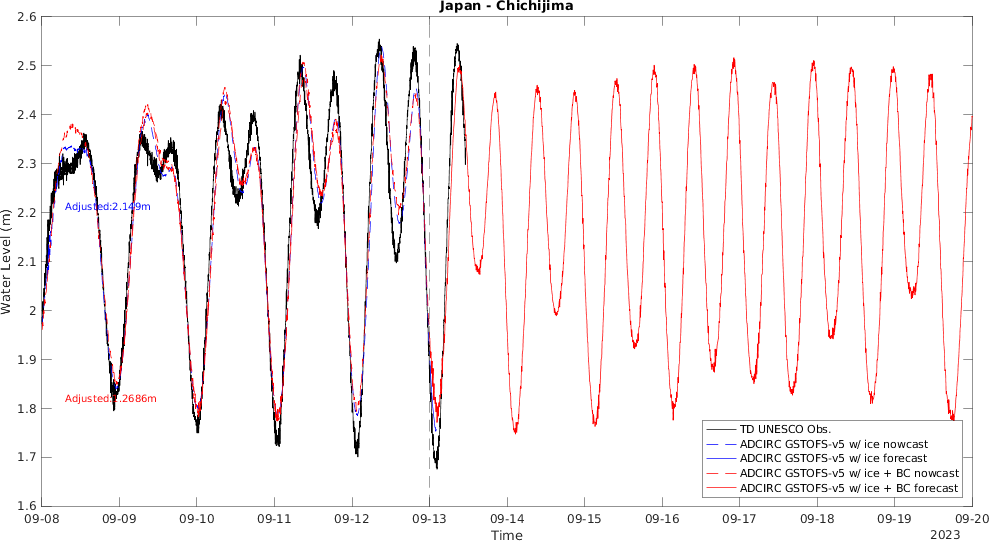 Japan - Chichijima
2.6
2.5
2.4
2.3
2.2
2.1
2
1.9
1.8
1.7
1.6
Water Level (m)
Adjusted:2.149m
Adjusted:2.2686m
TD UNESCO Obs.
ADCIRC GSTOFS-v5 w/ ice nowcast
ADCIRC GSTOFS-v5 w/ ice forecast
ADCIRC GSTOFS-v5 w/ ice + BC nowcast
ADCIRC GSTOFS-v5 w/ ice + BC forecast
09-08 09-09 09-10 09-11 09-12 09-13 09-14 09-15 09-16 09-17 09-18 09-19 09-20
Time
2023